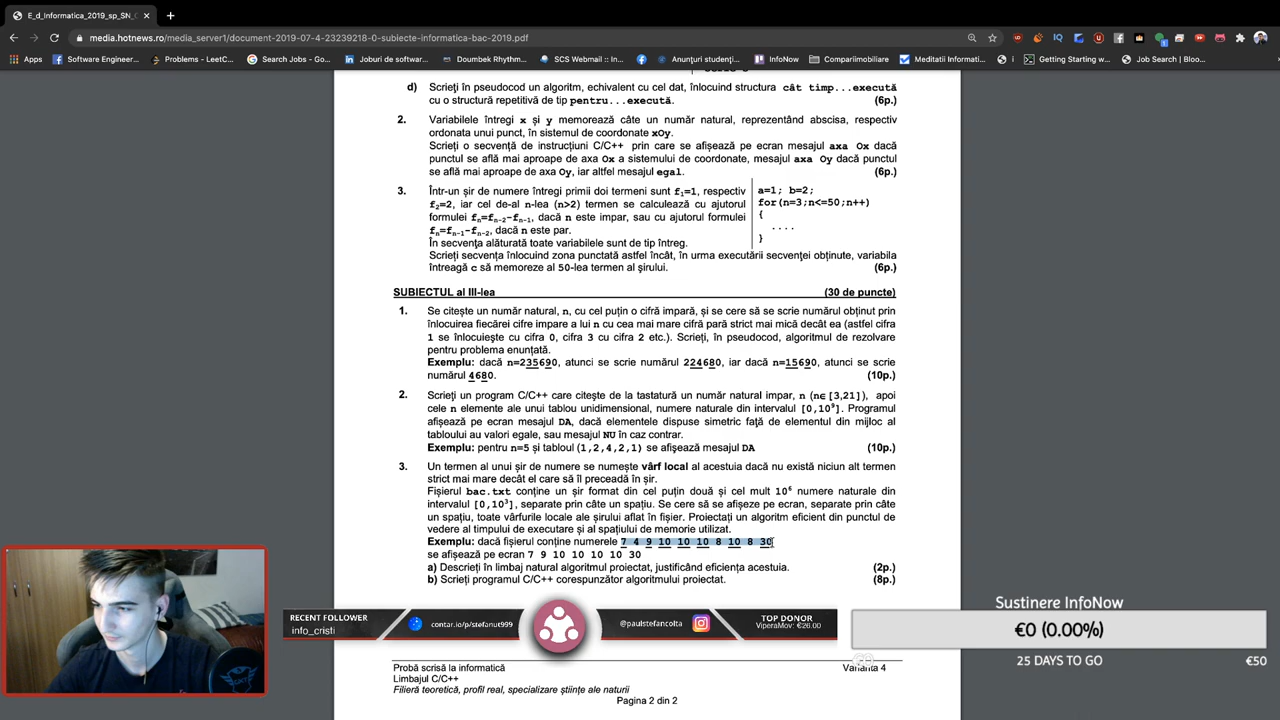 E_d_Informatica_2019_sp_SN_
media.hotnews.ro/media_server1/document-2019-07-4-23239218-0-subiecte-informatica-bac-2019.pdf
Apps
Software Engineer...
Problems - LeetC...
Search Jobs - Go...
Joburi de softwar...
Doumbek Rhythm...
SCS Webmail :: In...
Anunțuri studenți...
InfoNow
Compariimobiliare
Meditatii Informati...
Getting Starting w...
Job Search | Bloo...
d) Scrieți în pseudocod un algoritm, echivalent cu cel dat, înlocuind structura cât timp...execută
cu o structură repetitivă de tip pentru...execută. (6p.)
2. Variabilele întregi x și y memorează câte un număr natural, reprezentând abscisa, respectiv
ordonata unui punct, în sistemul de coordonate xOy.
Scrieți o secvență de instrucțiuni C/C++ prin care se afișează pe ecran mesajul axa Ox dacă
punctul se află mai aproape de axa Ox a sistemului de coordonate, mesajul axa Oy dacă punctul
se află mai aproape de axa Oy, iar altfel mesajul egal. (6p.)
3. Într-un șir de numere întregi primii doi termeni sunt f1=1, respectiv
f2=2, iar cel de-al n-lea (n>2) termen se calculează cu ajutorul
formulei fn=fn-2-fn-1, dacă n este impar, sau cu ajutorul formulei
fn=fn-1-fn-2, dacă n este par.
În secvența alăturată toate variabilele sunt de tip întreg.
a=1; b=2;
for(n=3;n<=50;n++)
{
....
}
Scrieți secvența înlocuind zona punctată astfel încât, în urma executării secvenței obținute, variabila
întreagă c să memoreze al 50-lea termen al șirului. (6p.)
SUBIECTUL al III-lea (30 de puncte)
1. Se citește un număr natural, n, cu cel puțin o cifră impară, și se cere să se scrie numărul obținut prin
înlocuirea fiecărei cifre impare a lui n cu cea mai mare cifră pară strict mai mică decât ea (astfel cifra
1 se înlocuiește cu cifra 0, cifra 3 cu cifra 2 etc.). Scrieți, în pseudocod, algoritmul de rezolvare
pentru problema enunțată.
Exemplu: dacă n=235690, atunci se scrie numărul 224680, iar dacă n=15690, atunci se scrie
numărul 4680. (10p.)
2. Scrieți un program C/C++ care citește de la tastatură un număr natural impar, n (n∈[3,21]), apoi
cele n elemente ale unui tablou unidimensional, numere naturale din intervalul [0,10⁹]. Programul
afișează pe ecran mesajul DA, dacă elementele dispuse simetric față de elementul din mijloc al
tabloului au valori egale, sau mesajul NU în caz contrar.
Exemplu: pentru n=5 și tabloul (1,2,4,2,1) se afișează mesajul DA (10p.)
3. Un termen al unui șir de numere se numește vârf local al acestuia dacă nu există niciun alt termen
strict mai mare decât el care să îl preceadă în șir.
Fișierul bac.txt conține un șir format din cel puțin două și cel mult 10⁶ numere naturale din
intervalul [0,10³], separate prin câte un spațiu. Se cere să se afișeze pe ecran, separate prin câte
un spațiu, toate vârfurile locale ale șirului aflat în fișier. Proiectați un algoritm eficient din punctul de
vedere al timpului de executare și al spațiului de memorie utilizat.
Exemplu: dacă fișierul conține numerele 7 4 9 10 10 10 8 10 8 30
se afișează pe ecran 7 9 10 10 10 10 30
a) Descrieți în limbaj natural algoritmul proiectat, justificând eficiența acestuia. (2p.)
b) Scrieți programul C/C++ corespunzător algoritmului proiectat. (8p.)
RECENT FOLLOWER
info_cristi
contar.io/p/stefanut999
@paulstefancolta
TOP DONOR
ViperaMov: €26.00
Sustinere InfoNow
€0 (0.00%)
25 DAYS TO GO €50
Probă scrisă la informatică Varianta 4
Limbajul C/C++
Filieră teoretică, profil real, specializare științe ale naturii
Pagina 2 din 2